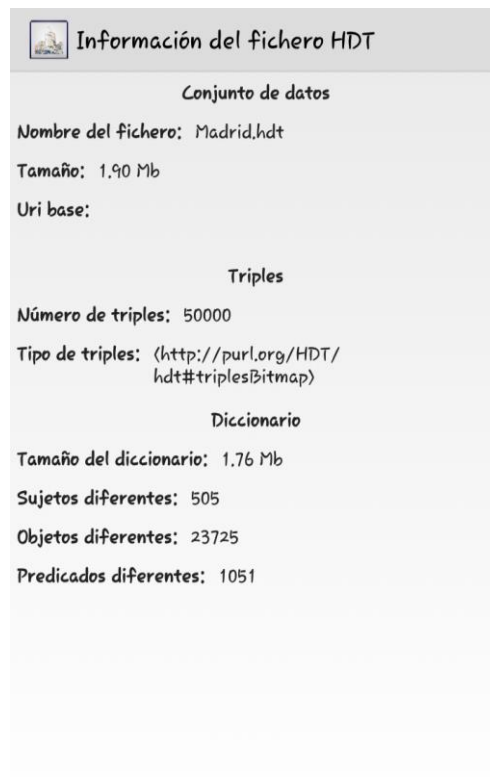 Información del fichero HDT
Conjunto de datos
Nombre del fichero: Madrid.hdt
Tamaño: 1.90 Mb
Uri base:
Triples
Número de triples: 50000
Tipo de triples: <http://purl.org/HDT/
hdt#triplesBitmap>
Diccionario
Tamaño del diccionario: 1.76 Mb
Sujetos diferentes: 505
Objetos diferentes: 23725
Predicados diferentes: 1051